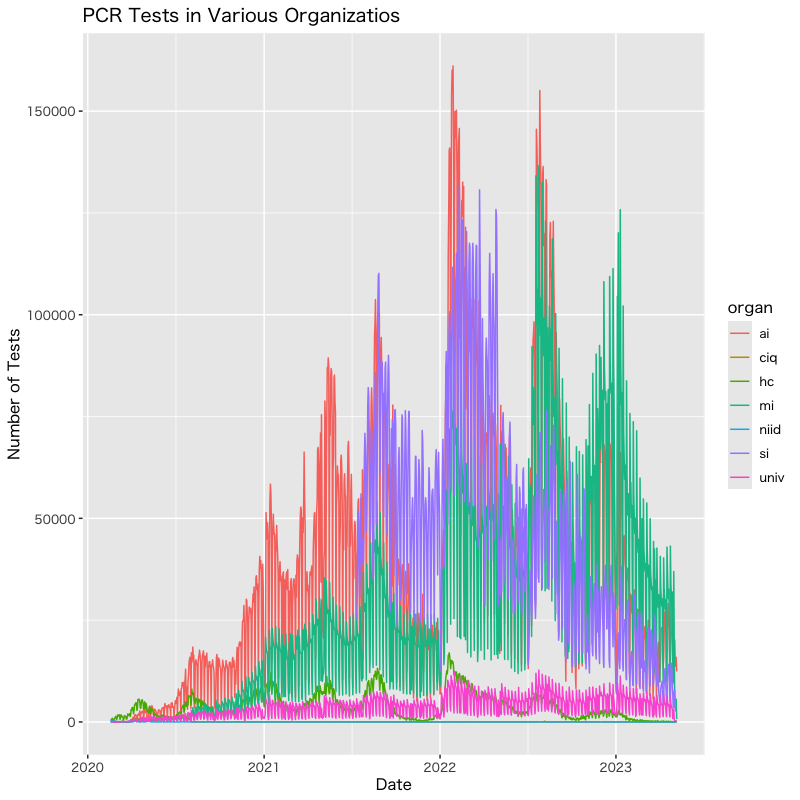 PCR Tests in Various Organizatios
150000
100000
50000
0
Number of Tests
2020
2021
2022
2023
Date
organ
ai
ciq
hc
mi
niid
si
univ